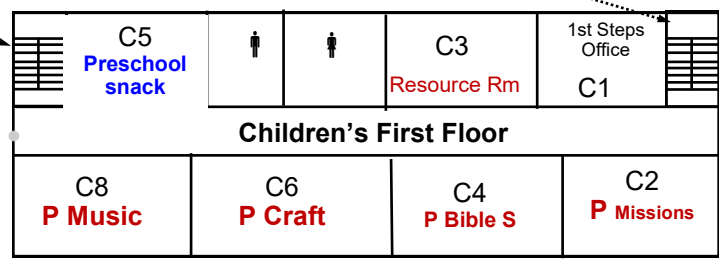 C5
Preschool
snack
C3
Resource Rm
1st Steps
Office
C1
Children's First Floor
C8
P Music
C6
P Craft
C4
P Bible S
C2
P Missions